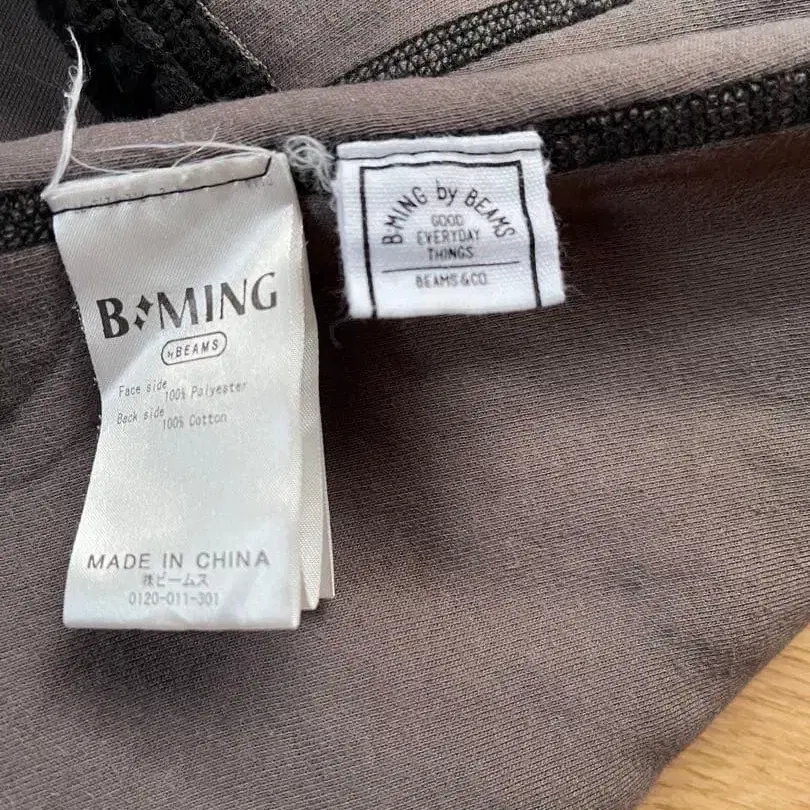 B✦MING
by BEAMS
Face side 100% Polyester
Back side 100% Cotton
MADE IN CHINA
㈱ビームス
0120-011-301
B·MING by BEAMS
GOOD
EVERYDAY
THINGS
BEAMS&CO.